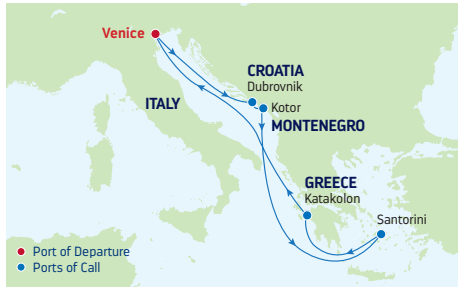 Venice
CROATIA
Dubrovnik
ITALY
Kotor
MONTENEGRO
GREECE
Katakolon
Santorini
Port of Departure
Ports of Call